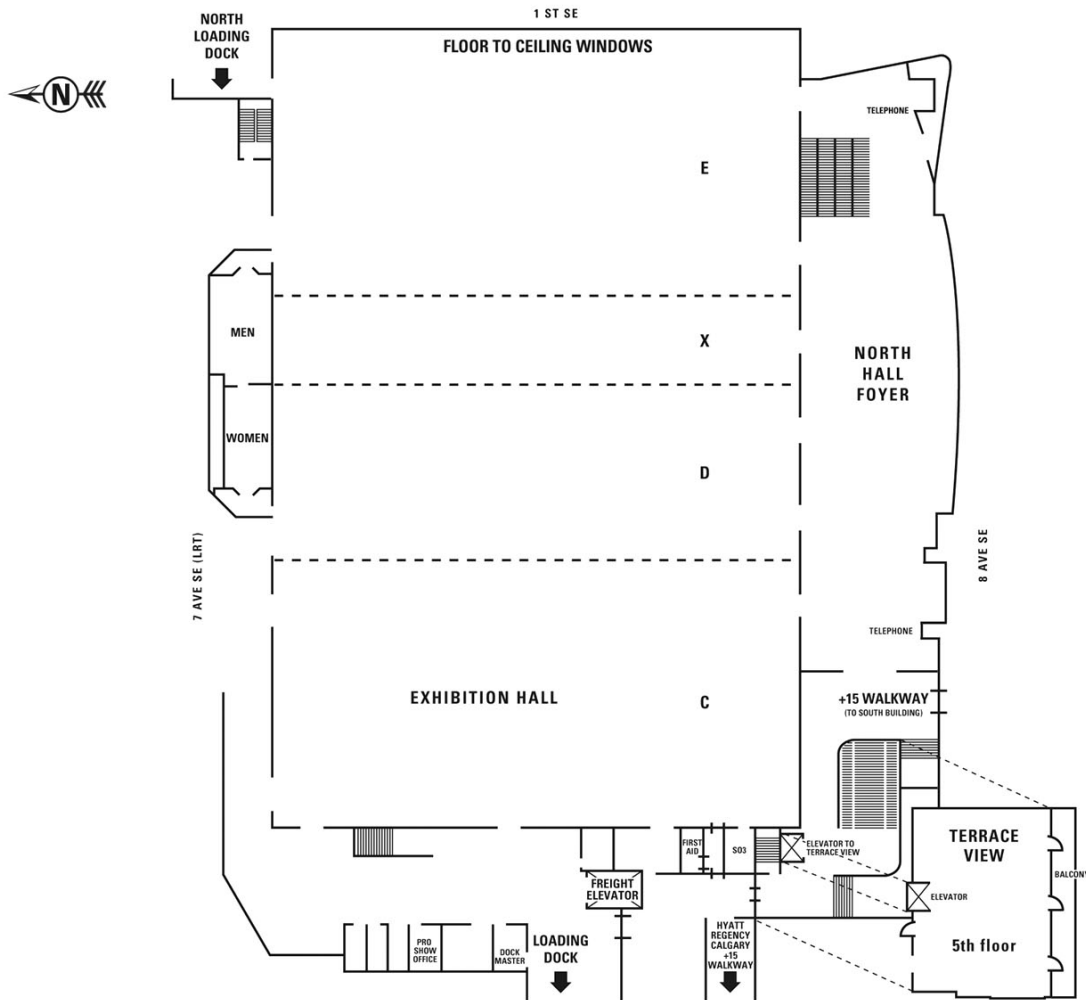 1 ST SE
NORTH
LOADING
DOCK
FLOOR TO CEILING WINDOWS
N
TELEPHONE
E
MEN
X
NORTH
HALL
FOYER
WOMEN
D
7 AVE SE (LRT)
8 AVE SE
TELEPHONE
EXHIBITION HALL
C
+15 WALKWAY
(TO SOUTH BUILDING)
FIRST
AID
S03
ELEVATOR TO
TERRACE VIEW
TERRACE
VIEW
BALCONY
FREIGHT
ELEVATOR
ELEVATOR
PRO
SHOW
OFFICE
DOCK
MASTER
LOADING
DOCK
HYATT
REGENCY
CALGARY
+15
WALKWAY
5th floor